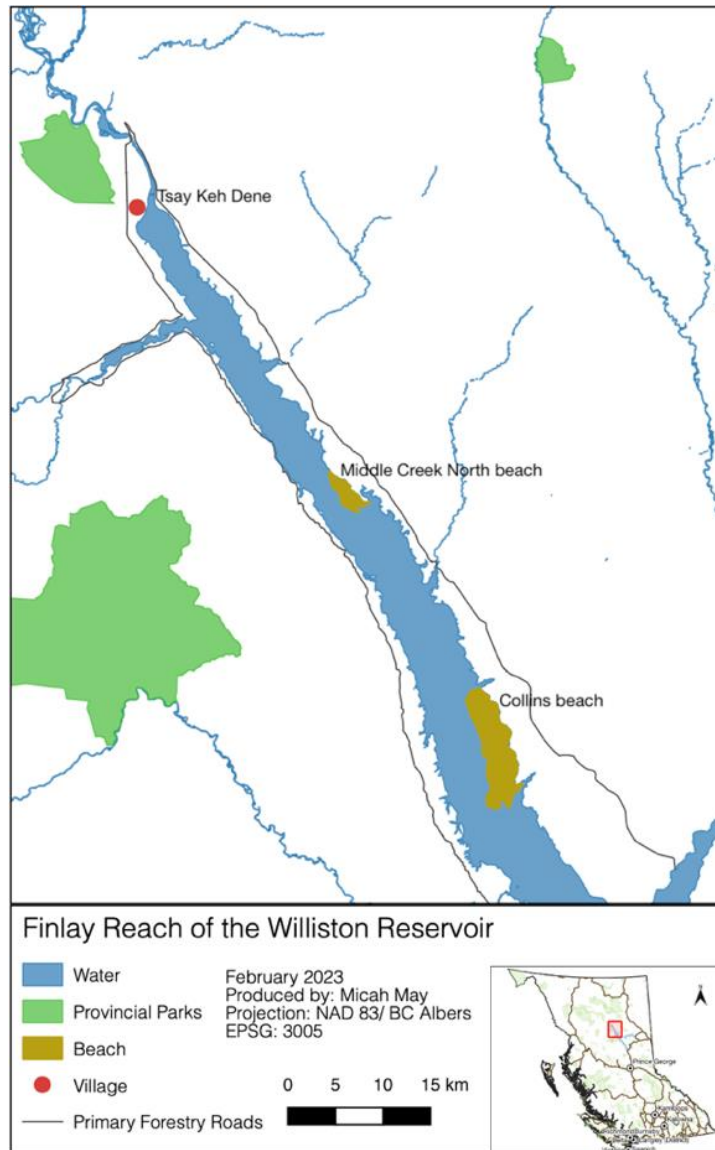 Tsay Keh Dene
Middle Creek North beach
Collins beach
Finlay Reach of the Williston Reservoir
Water
Provincial Parks
Beach
Village
Primary Forestry Roads
February 2023
Produced by: Micah May
Projection: NAD 83/ BC Albers
EPSG: 3005
0 5 10 15 km
N
Prince George
Kamloops